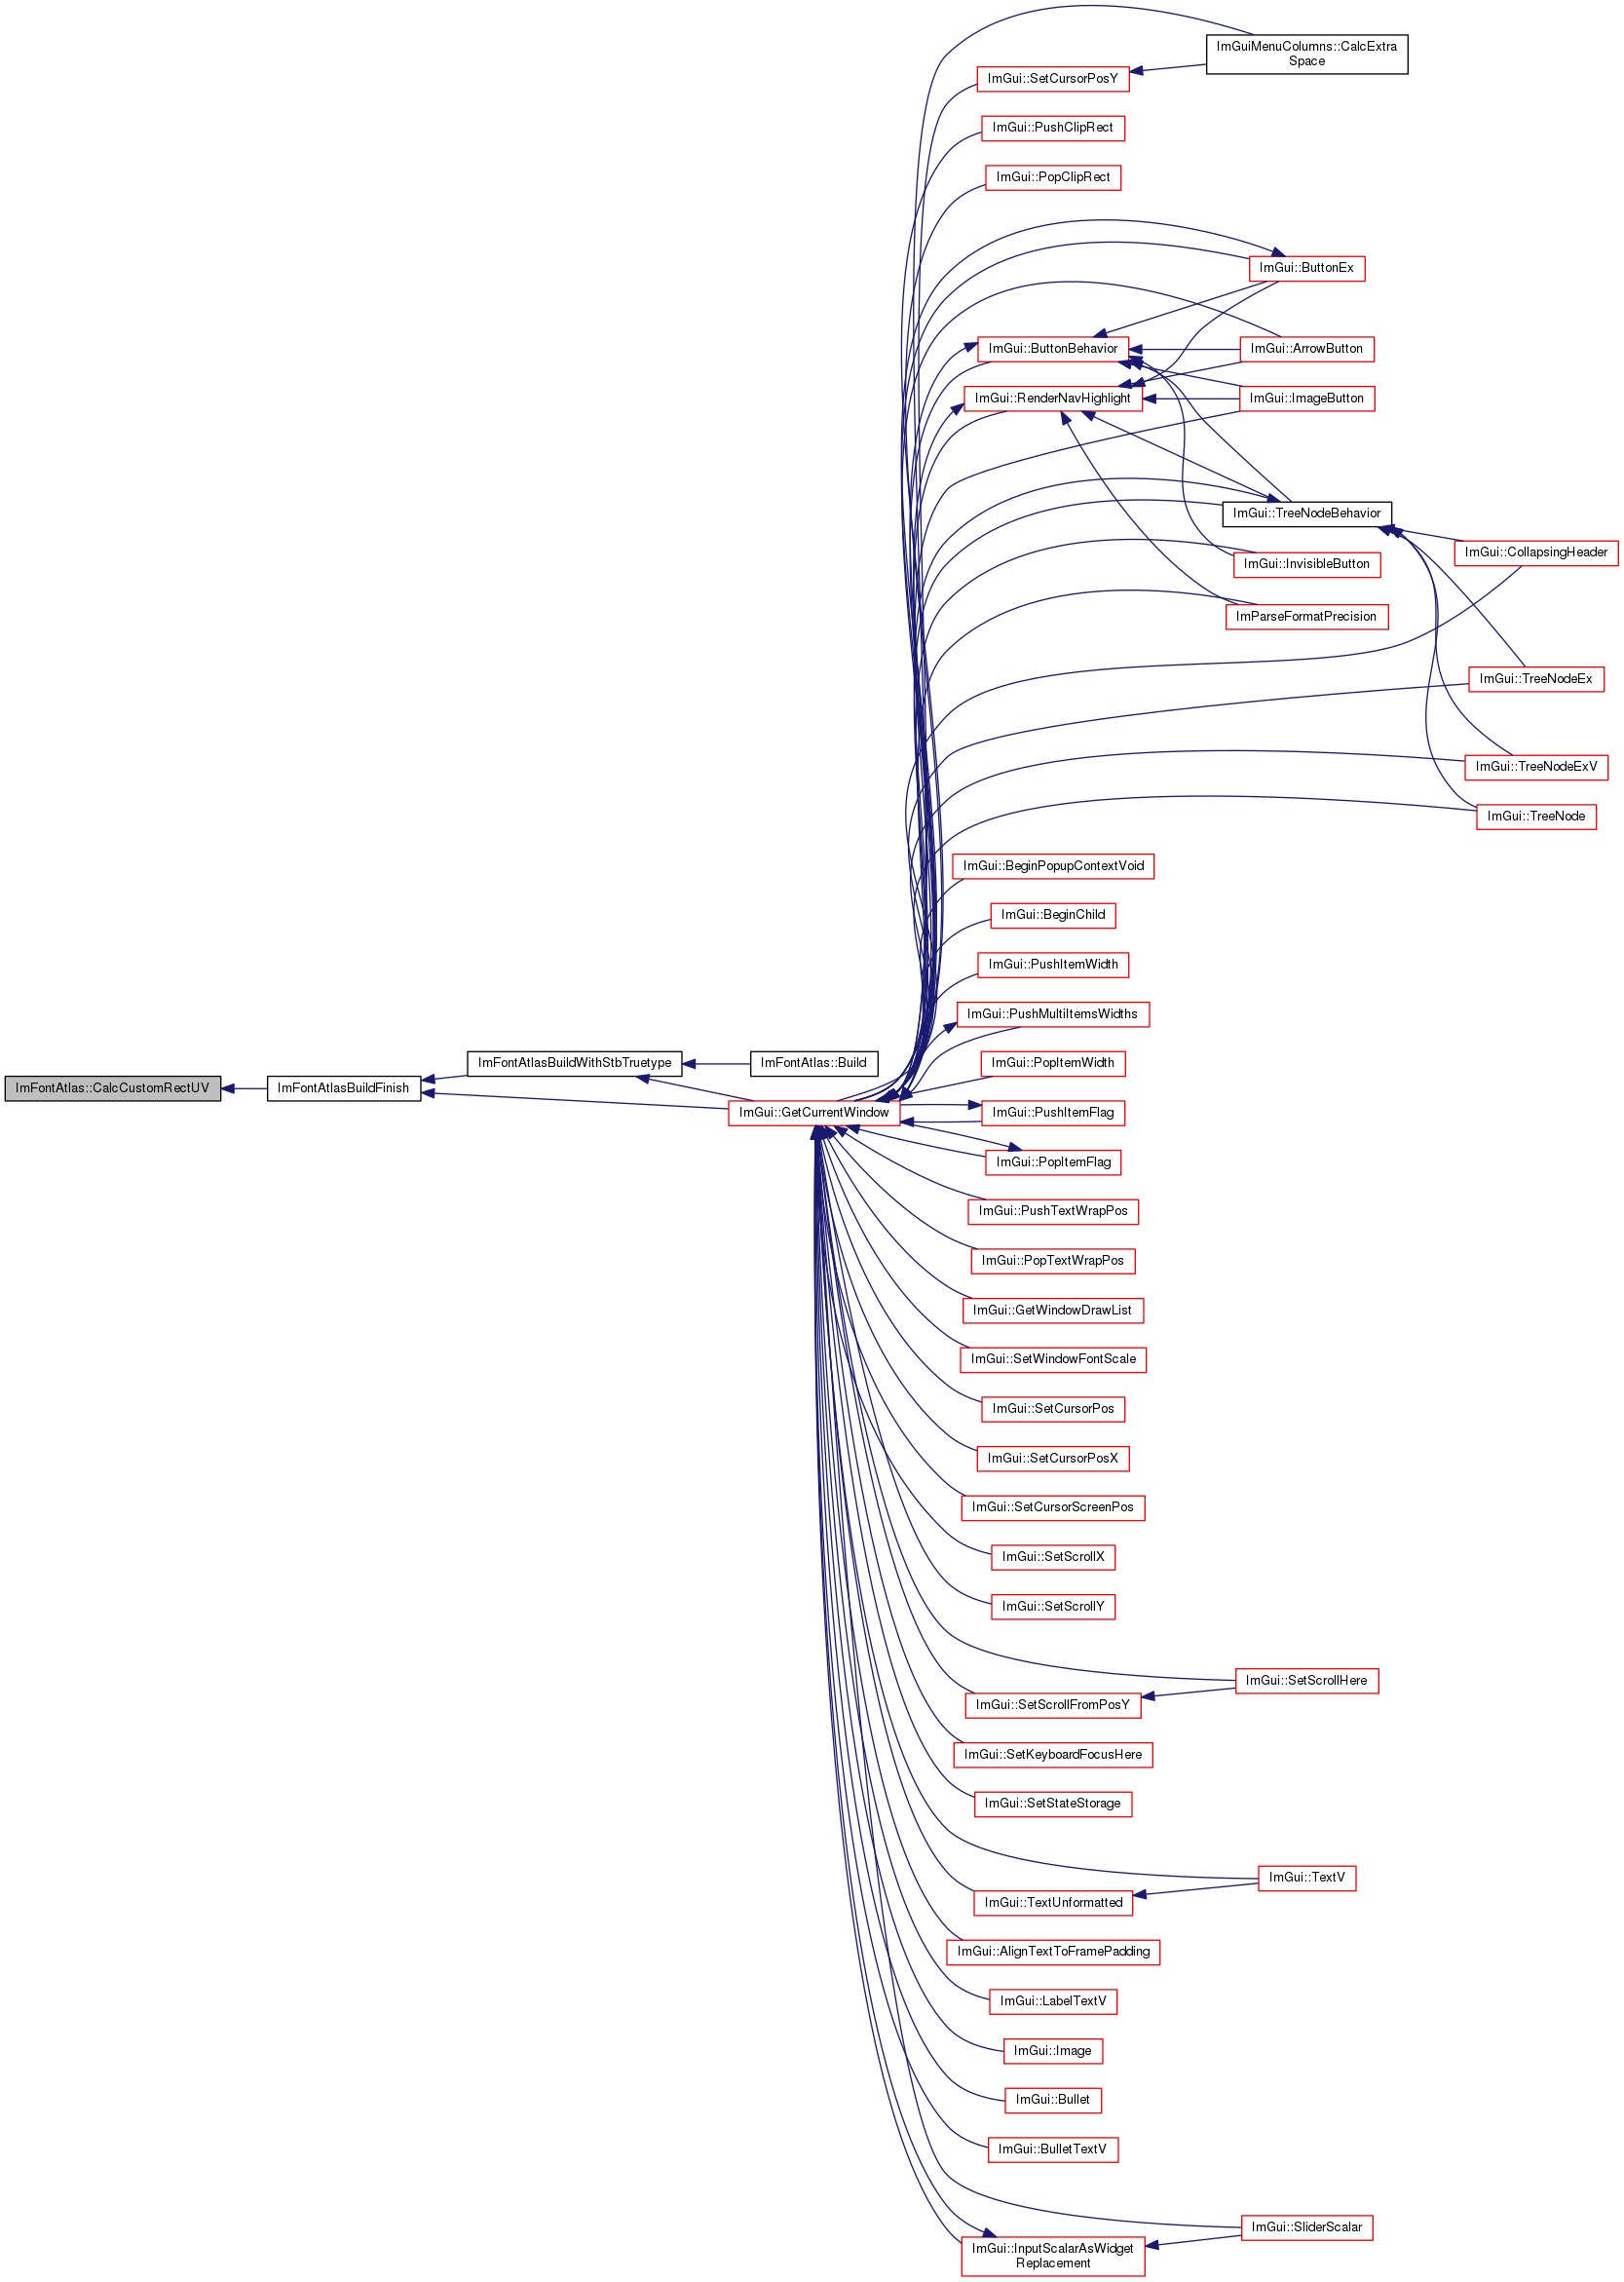 ImGuiMenuColumns::CalcExtra
Space
ImGui::SetCursorPosY
ImGui::PushClipRect
ImGui::PopClipRect
ImGui::ButtonEx
ImGui::ButtonBehavior
ImGui::ArrowButton
ImGui::RenderNavHighlight
ImGui::ImageButton
ImGui::TreeNodeBehavior
ImGui::CollapsingHeader
ImGui::InvisibleButton
ImParseFormatPrecision
ImGui::TreeNodeEx
ImGui::TreeNodeExV
ImGui::TreeNode
ImGui::BeginPopupContextVoid
ImGui::BeginChild
ImGui::PushItemWidth
ImGui::PushMultiItemsWidths
ImFontAtlasBuildWithStbTruetype
ImFontAtlas::Build
ImGui::PopItemWidth
ImFontAtlas::CalcCustomRectUV
ImFontAtlasBuildFinish
ImGui::GetCurrentWindow
ImGui::PushItemFlag
ImGui::PopItemFlag
ImGui::PushTextWrapPos
ImGui::PopTextWrapPos
ImGui::GetWindowDrawList
ImGui::SetWindowFontScale
ImGui::SetCursorPos
ImGui::SetCursorPosX
ImGui::SetCursorScreenPos
ImGui::SetScrollX
ImGui::SetScrollY
ImGui::SetScrollHere
ImGui::SetScrollFromPosY
ImGui::SetKeyboardFocusHere
ImGui::SetStateStorage
ImGui::TextV
ImGui::TextUnformatted
ImGui::AlignTextToFramePadding
ImGui::LabelTextV
ImGui::Image
ImGui::Bullet
ImGui::BulletTextV
ImGui::SliderScalar
ImGui::InputScalarAsWidget
Replacement